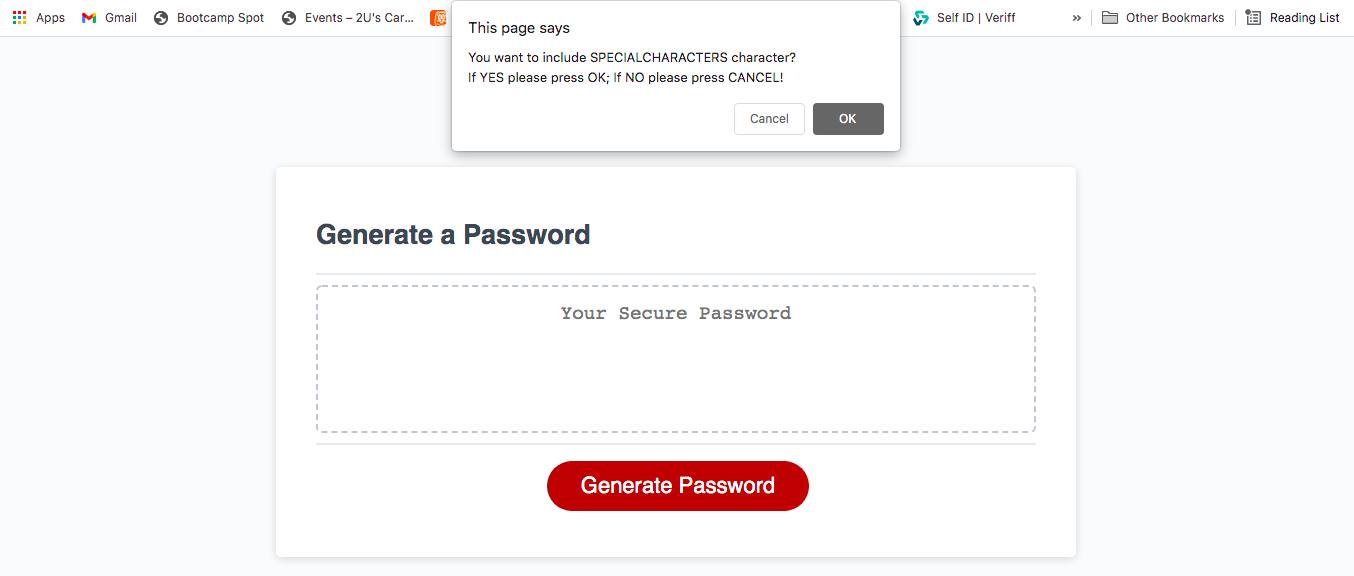 Apps Gmail Bootcamp Spot Events – 2U's Car... Self ID | Veriff » Other Bookmarks Reading List
This page says
You want to include SPECIALCHARACTERS character?
If YES please press OK; If NO please press CANCEL!
Cancel OK
Generate a Password
Your Secure Password
Generate Password